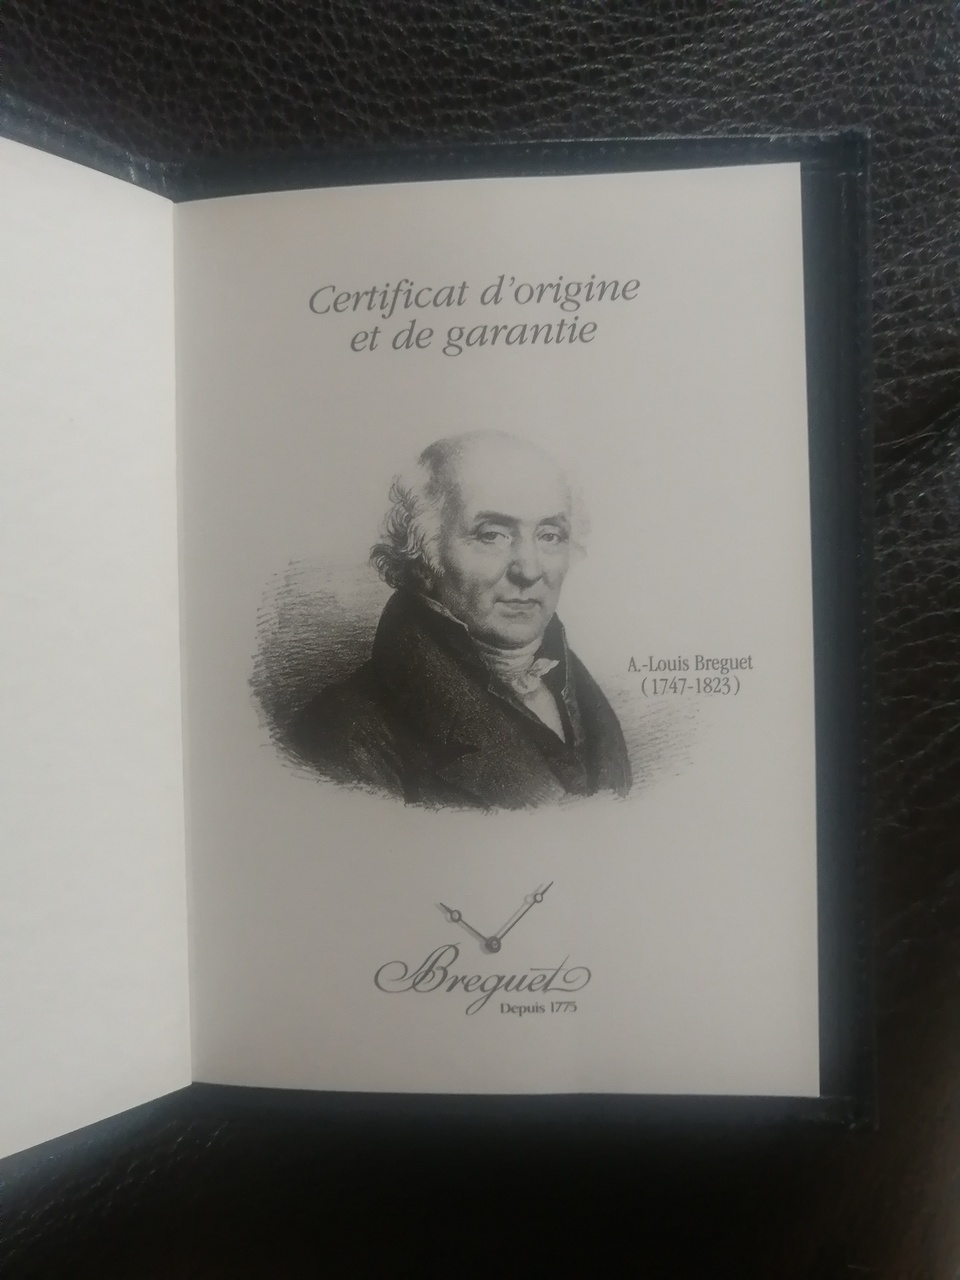 Certificat d'origine
et de garantie
A.-Louis Breguet
(1747-1823)
Breguet
Depuis 1775